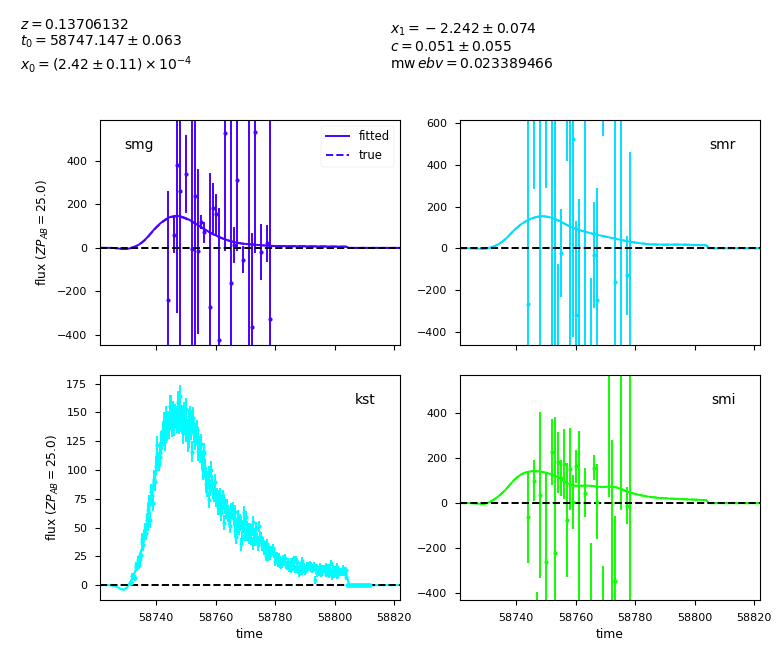 z = 0.13706132
t₀ = 58747.147 ± 0.063
x₀ = (2.42 ± 0.11) × 10⁻⁴
x₁ = −2.242 ± 0.074
c = 0.051 ± 0.055
mw ebv = 0.023389466
smg
fitted
true
400
200
0
−200
−400
flux (ZP_AB = 25.0)
smr
600
400
200
0
−200
−400
kst
175
150
125
100
75
50
25
0
flux (ZP_AB = 25.0)
58740 58760 58780 58800 58820
time
smi
400
200
0
−200
−400
58740 58760 58780 58800 58820
time